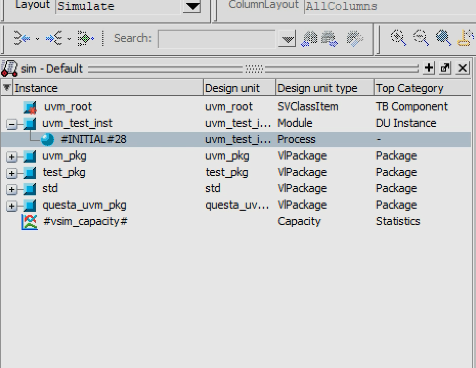 Layout Simulate ColumnLayout AllColumns
Search:
sim - Default
Instance Design unit Design unit type Top Category
uvm_root uvm_root SVClassItem TB Component
uvm_test_inst uvm_test_i... Module DU Instance
#INITIAL#28 uvm_test_i... Process -
uvm_pkg uvm_pkg VlPackage Package
test_pkg test_pkg VlPackage Package
std std VlPackage Package
questa_uvm_pkg questa_uv... VlPackage Package
#vsim_capacity# Capacity Statistics